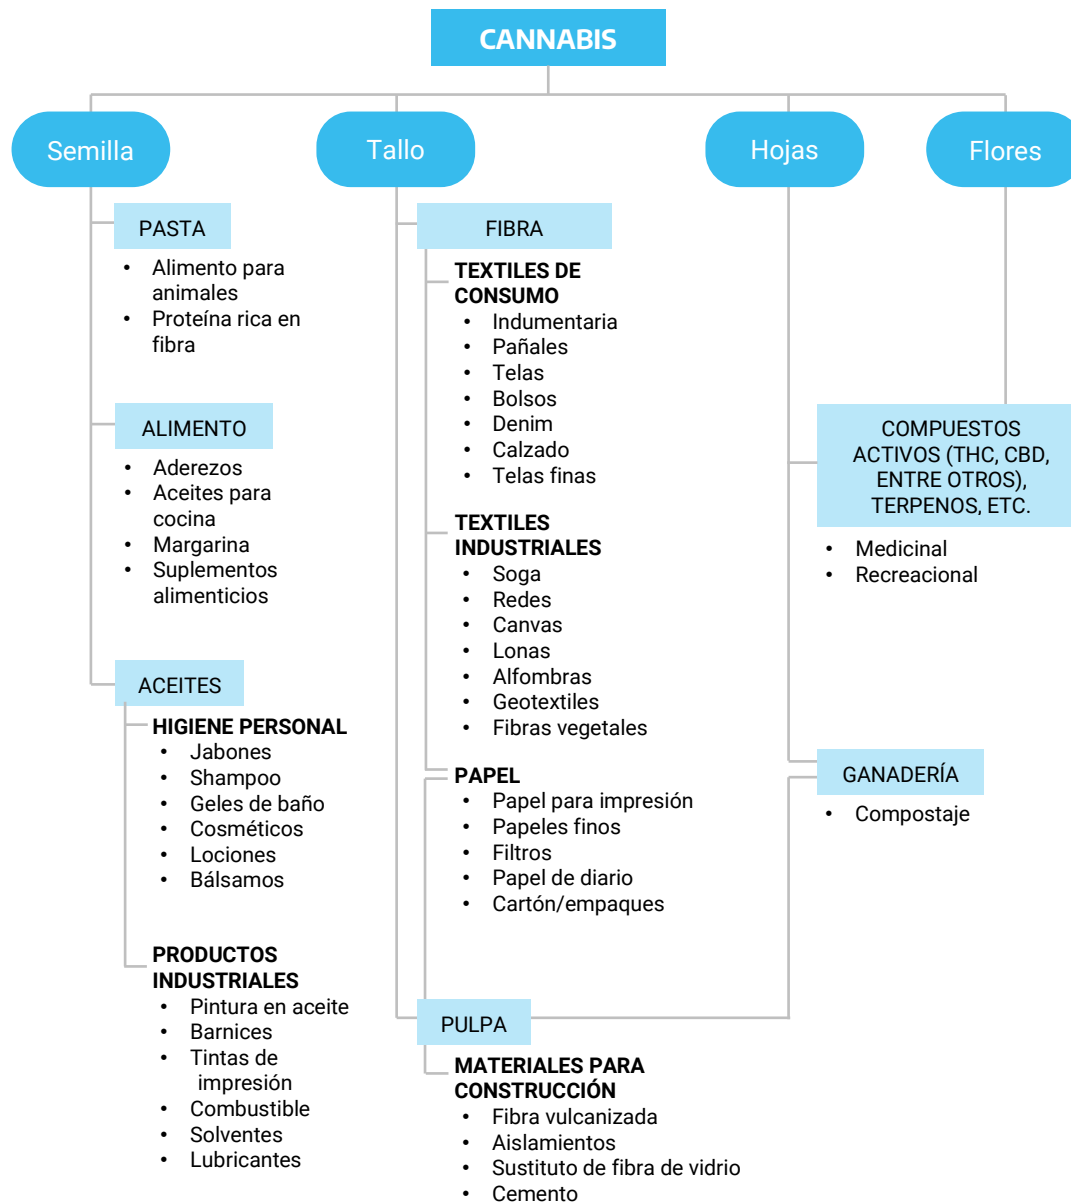 CANNABIS
Semilla
Tallo
Hojas
Flores
PASTA
• Alimento para
animales
• Proteína rica en
fibra
ALIMENTO
• Aderezos
• Aceites para
cocina
• Margarina
• Suplementos
alimenticios
ACEITES
HIGIENE PERSONAL
• Jabones
• Shampoo
• Geles de baño
• Cosméticos
• Lociones
• Bálsamos
PRODUCTOS
INDUSTRIALES
• Pintura en aceite
• Barnices
• Tintas de
impresión
• Combustible
• Solventes
• Lubricantes
FIBRA
TEXTILES DE
CONSUMO
• Indumentaria
• Pañales
• Telas
• Bolsos
• Denim
• Calzado
• Telas finas
TEXTILES
INDUSTRIALES
• Soga
• Redes
• Canvas
• Lonas
• Alfombras
• Geotextiles
• Fibras vegetales
PAPEL
• Papel para impresión
• Papeles finos
• Filtros
• Papel de diario
• Cartón/empaques
PULPA
MATERIALES PARA
CONSTRUCCIÓN
• Fibra vulcanizada
• Aislamientos
• Sustituto de fibra de vidrio
• Cemento
COMPUESTOS
ACTIVOS (THC, CBD,
ENTRE OTROS),
TERPENOS, ETC.
• Medicinal
• Recreacional
GANADERÍA
• Compostaje